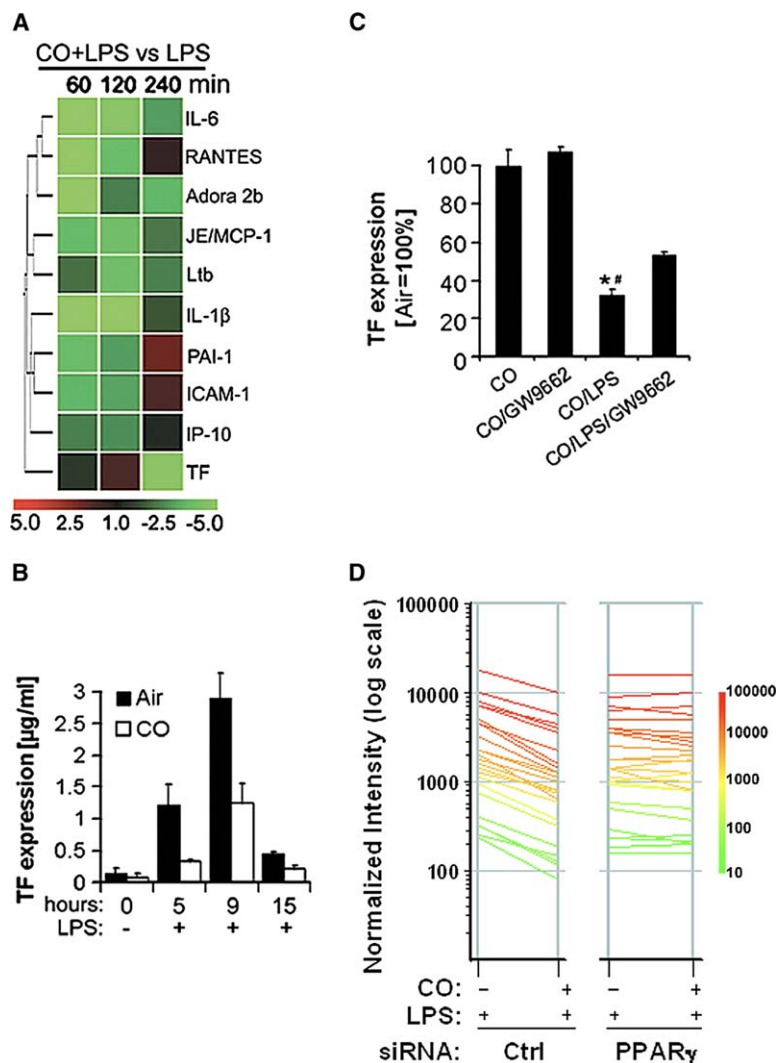 A
CO+LPS vs LPS
60 120 240 min
IL-6
RANTES
Adora 2b
JE/MCP-1
Ltb
IL-1β
PAI-1
ICAM-1
IP-10
TF
5.0 2.5 1.0 -2.5 -5.0
B
TF expression [µg/ml]
3
2.5
2
1.5
1
0.5
0
Air
CO
hours: 0 5 9 15
LPS: - + + +
C
TF expression
[Air=100%]
100
80
60
40
20
0
*#
CO
CO/GW9662
CO/LPS
CO/LPS/GW9662
D
Normalized Intensity (log scale)
100000
10000
1000
100
100000
10000
1000
100
10
CO: – + – +
LPS: + + + +
siRNA: Ctrl PPARγ